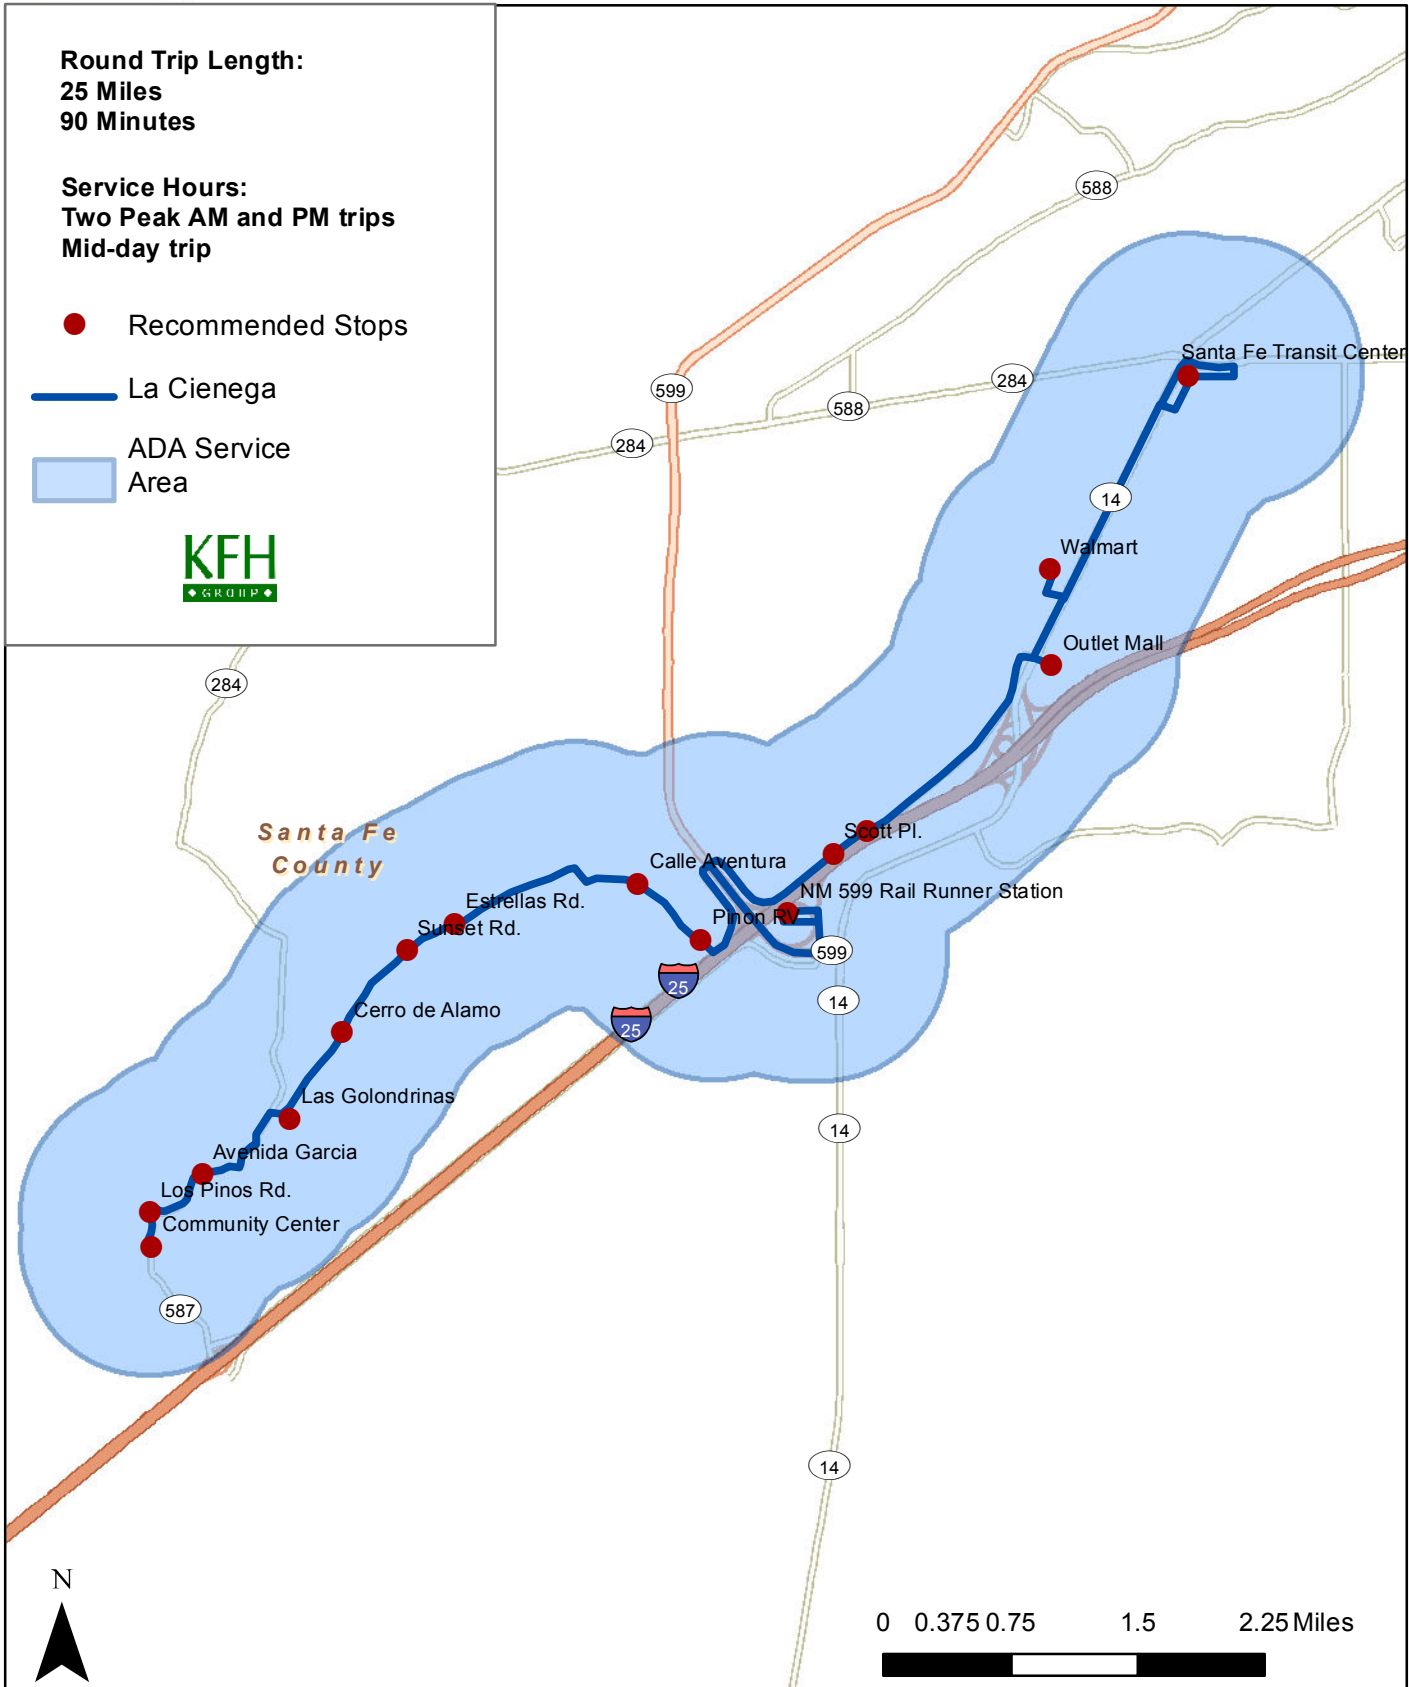 Round Trip Length:
25 Miles
90 Minutes
Service Hours:
Two Peak AM and PM trips
Mid-day trip
Recommended Stops
La Cienega
ADA Service
Area
KFH
GROUP
588
599
284
588
284
Santa Fe Transit Center
14
Walmart
Outlet Mall
284
Santa Fe
County
Scott Pl.
Calle Aventura
NM 599 Rail Runner Station
Estrellas Rd.
Pinon RV
Sunset Rd.
599
25
14
Cerro de Alamo
25
Las Golondrinas
14
Avenida Garcia
Los Pinos Rd.
Community Center
587
14
N
0 0.375 0.75 1.5 2.25 Miles